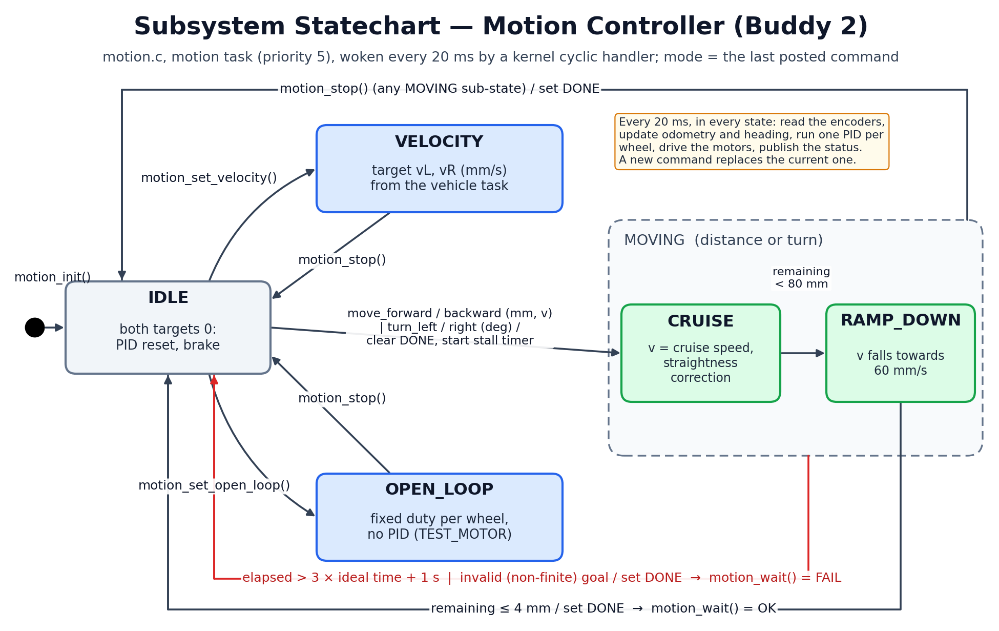 Subsystem Statechart — Motion Controller (Buddy 2)
motion.c, motion task (priority 5), woken every 20 ms by a kernel cyclic handler; mode = the last posted command
motion_stop() (any MOVING sub-state) / set DONE
Every 20 ms, in every state: read the encoders,
update odometry and heading, run one PID per
wheel, drive the motors, publish the status.
A new command replaces the current one.
VELOCITY
target vL, vR (mm/s)
from the vehicle task
motion_set_velocity()
motion_stop()
motion_init()
IDLE
both targets 0:
PID reset, brake
move_forward / backward (mm, v)
| turn_left / right (deg) /
clear DONE, start stall timer
MOVING  (distance or turn)
remaining
< 80 mm
CRUISE
v = cruise speed,
straightness
correction
RAMP_DOWN
v falls towards
60 mm/s
motion_stop()
motion_set_open_loop()
OPEN_LOOP
fixed duty per wheel,
no PID (TEST_MOTOR)
elapsed > 3 × ideal time + 1 s  |  invalid (non-finite) goal / set DONE  →  motion_wait() = FAIL
remaining ≤ 4 mm / set DONE  →  motion_wait() = OK